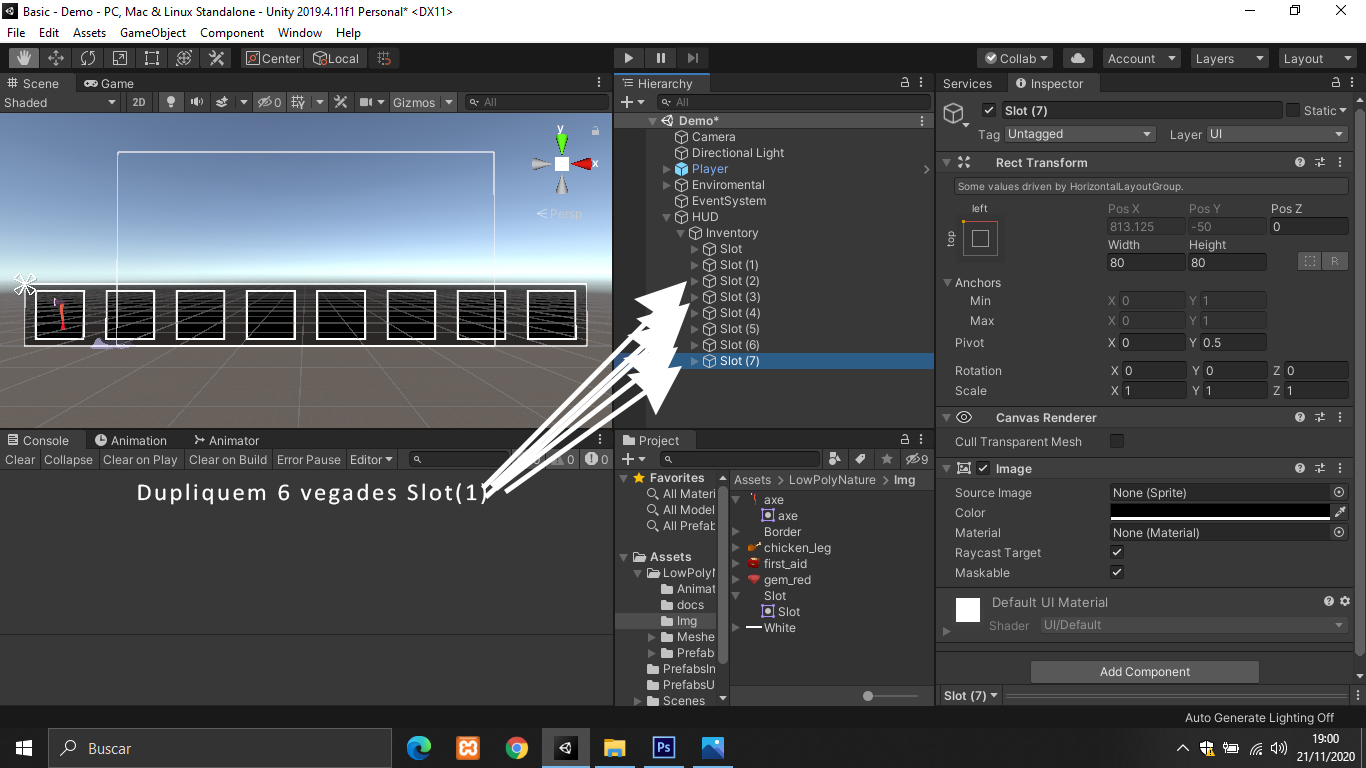 Basic - Demo - PC, Mac & Linux Standalone - Unity 2019.4.11f1 Personal* <DX11>
File Edit Assets GameObject Component Window Help
Center Local Collab Account Layers Layout
Scene Game
Shaded 2D 0 Gizmos All
y
x
Persp
Hierarchy
All
Demo*
Camera
Directional Light
Player
Enviromental
EventSystem
HUD
Inventory
Slot
Slot (1)
Slot (2)
Slot (3)
Slot (4)
Slot (5)
Slot (6)
Slot (7)
Services Inspector
Slot (7) Static
Tag Untagged Layer UI
Rect Transform
Some values driven by HorizontalLayoutGroup.
left Pos X Pos Y Pos Z
top 813.125 -50 0
Width Height
80 80 R
Anchors
Min X 0 Y 1
Max X 0 Y 1
Pivot X 0 Y 0.5
Rotation X 0 Y 0 Z 0
Scale X 1 Y 1 Z 1
Canvas Renderer
Cull Transparent Mesh
Image
Source Image None (Sprite)
Color
Material None (Material)
Raycast Target
Maskable
Default UI Material
Shader UI/Default
Add Component
Slot (7)
Console Animation Animator
Clear Collapse Clear on Play Clear on Build Error Pause Editor 0 0
Dupliquem 6 vegades Slot(1)
Project
9
Favorites
All Materi
All Model
All Prefab
Assets
LowPolyN
Animat
docs
Img
Meshe
Prefab
PrefabsIn
PrefabsU
Scenes
Assets > LowPolyNature > Img
axe
axe
Border
chicken_leg
first_aid
gem_red
Slot
Slot
White
Auto Generate Lighting Off
Buscar
Ps
19:00
21/11/2020